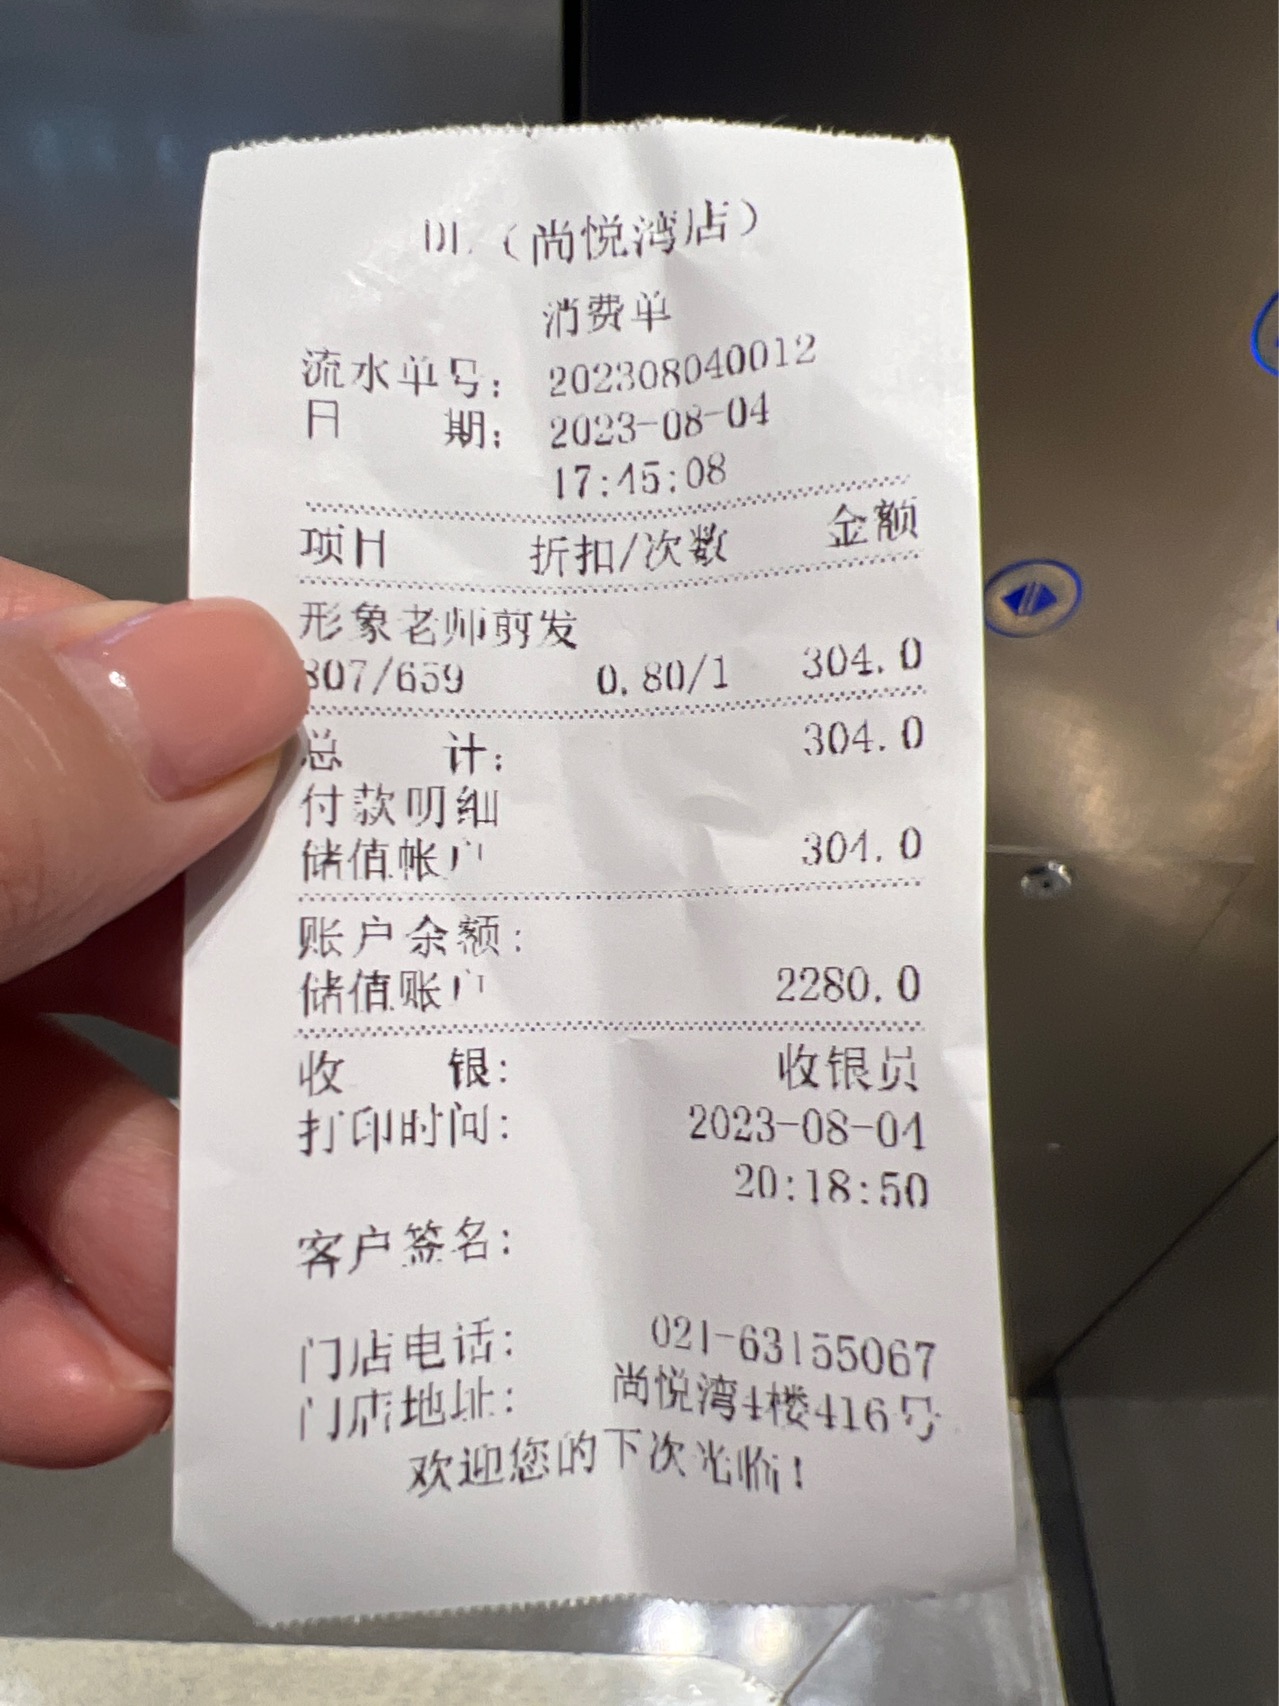 DL（尚悦湾店）
消费单
流水单号: 202308040012
日 期: 2023-08-04
17:45:08
项目 折扣/次数 金额
形象老师剪发
807/659 0.80/1 304.0
总 计: 304.0
付款明细
储值帐户 304.0
账户余额:
储值账户 2280.0
收 银: 收银员
打印时间: 2023-08-04
20:18:50
客户签名:
门店电话: 021-63155067
门店地址: 尚悦湾4楼416号
欢迎您的下次光临!